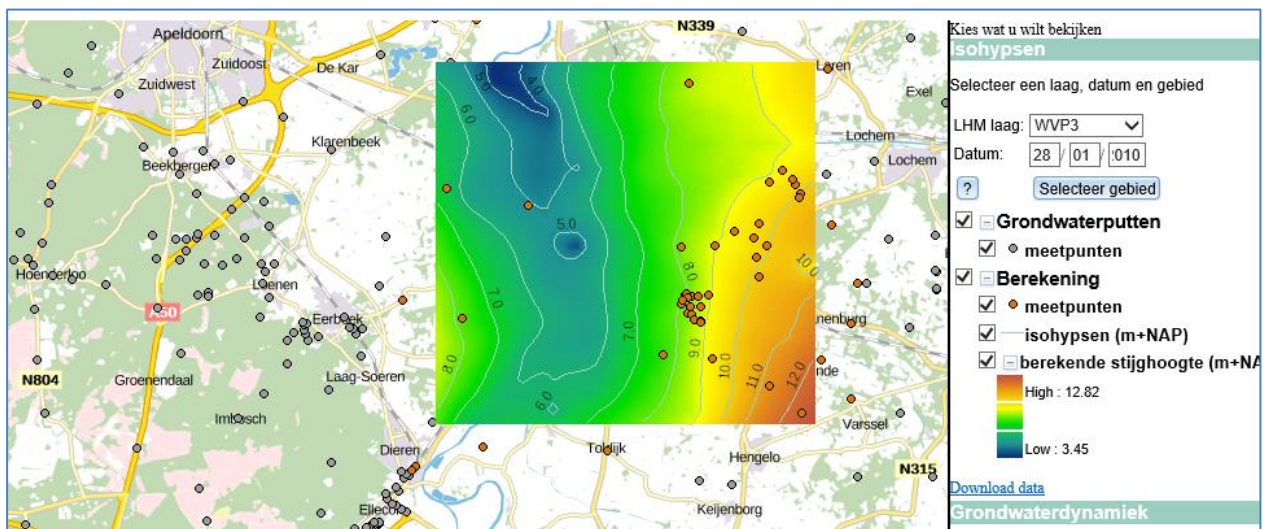 N339
Apeldoorn
Zuidoost
De Kar
Zuidwest
Laren
Exel
Klarenbeek
Lochem
Lochem
Beekbergen
Hoenderloo
Loenen
A50
Eerbeek
anenburg
N804
Groenendaal
Laag-Soeren
nde
Imbosch
Varssel
Dieren
Toldijk
Hengelo
N315
Ellecom
Keijenborg
5.0
4.0
6.0
5.0
7.0
8.0
10.0
8.0
7.0
9.0
10.0
11.0
12.0
6.0
Kies wat u wilt bekijken
Isohypsen
Selecteer een laag, datum en gebied
LHM laag: WVP3
Datum: 28 / 01 / :010
? Selecteer gebied
Grondwaterputten
meetpunten
Berekening
meetpunten
isohypsen (m+NAP)
berekende stijghoogte (m+NA
High : 12.82
Low : 3.45
Download data
Grondwaterdynamiek